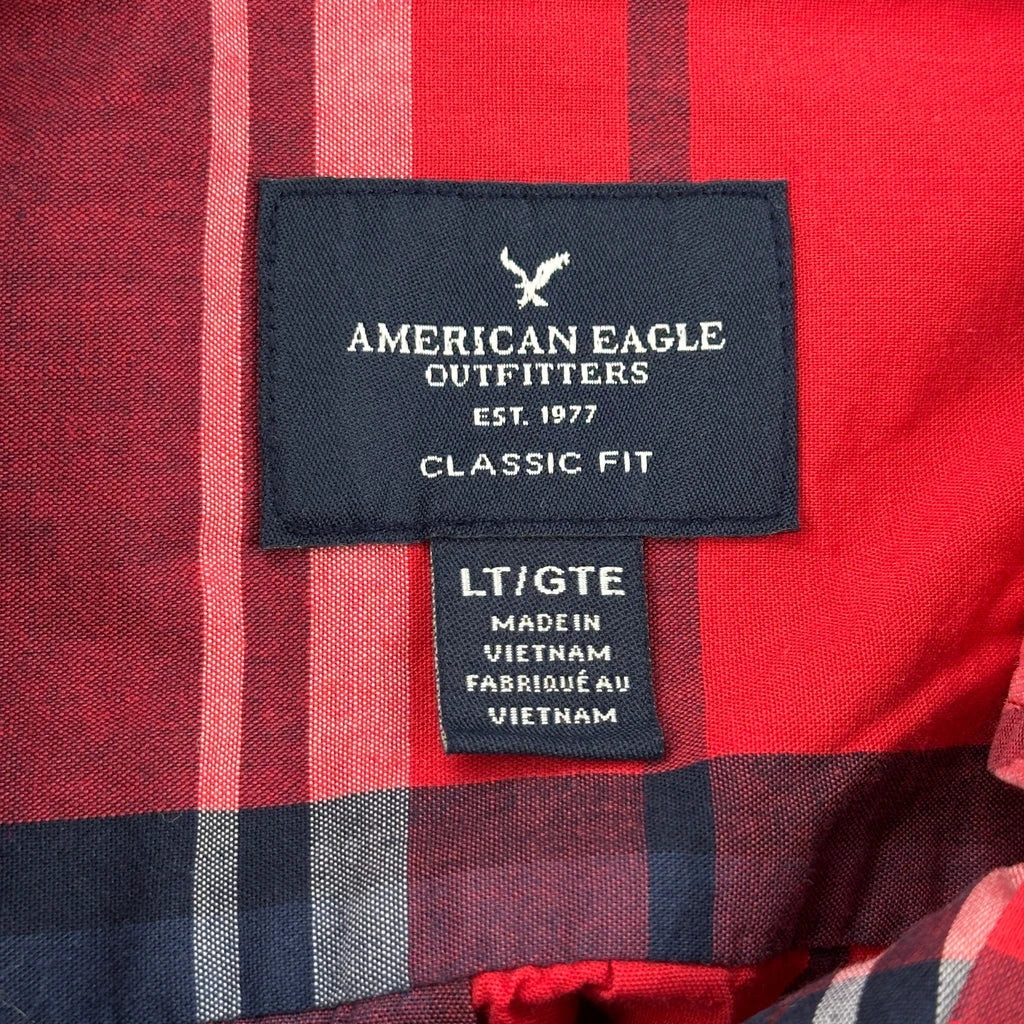 AMERICAN EAGLE
OUTFITTERS
EST. 1977
CLASSIC FIT
LT/GTE
MADE IN
VIETNAM
FABRIQUÉ AU
VIETNAM